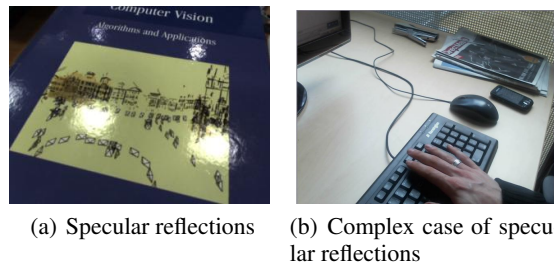 Computer Vision
Algorithms and Applications
(a) Specular reflections
(b) Complex case of specu
lar reflections